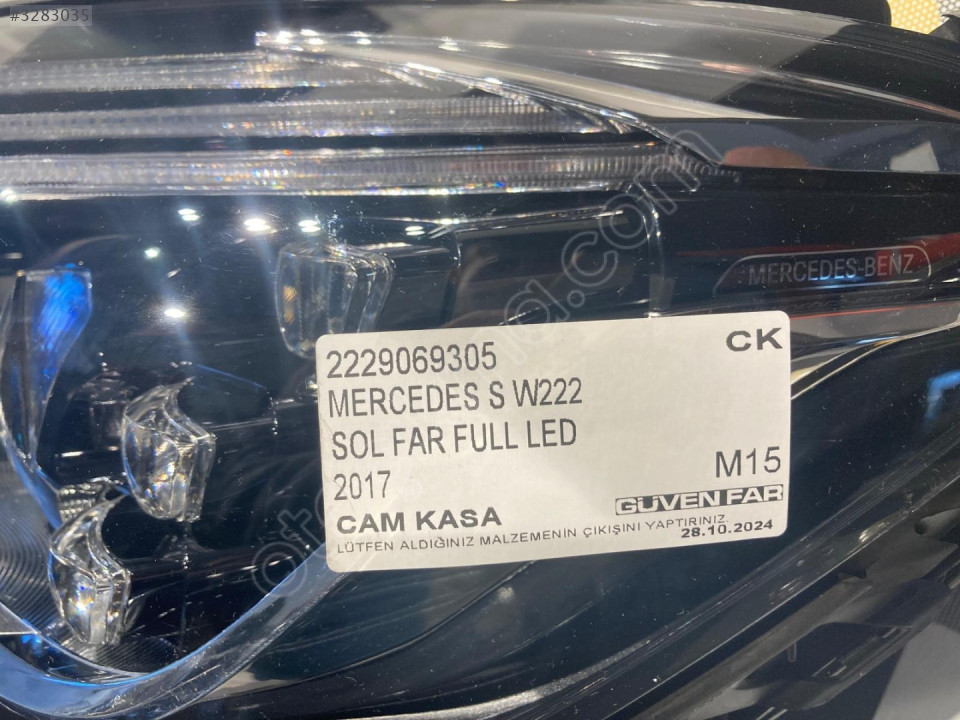 #3283035
MERCEDES-BENZ
2229069305
CK
MERCEDES S W222
SOL FAR FULL LED
2017
M15
CAM KASA
GÜVEN FAR
LÜTFEN ALDIĞINIZ MALZEMENİN ÇIKIŞINI YAPTIRINIZ.
28.10.2024